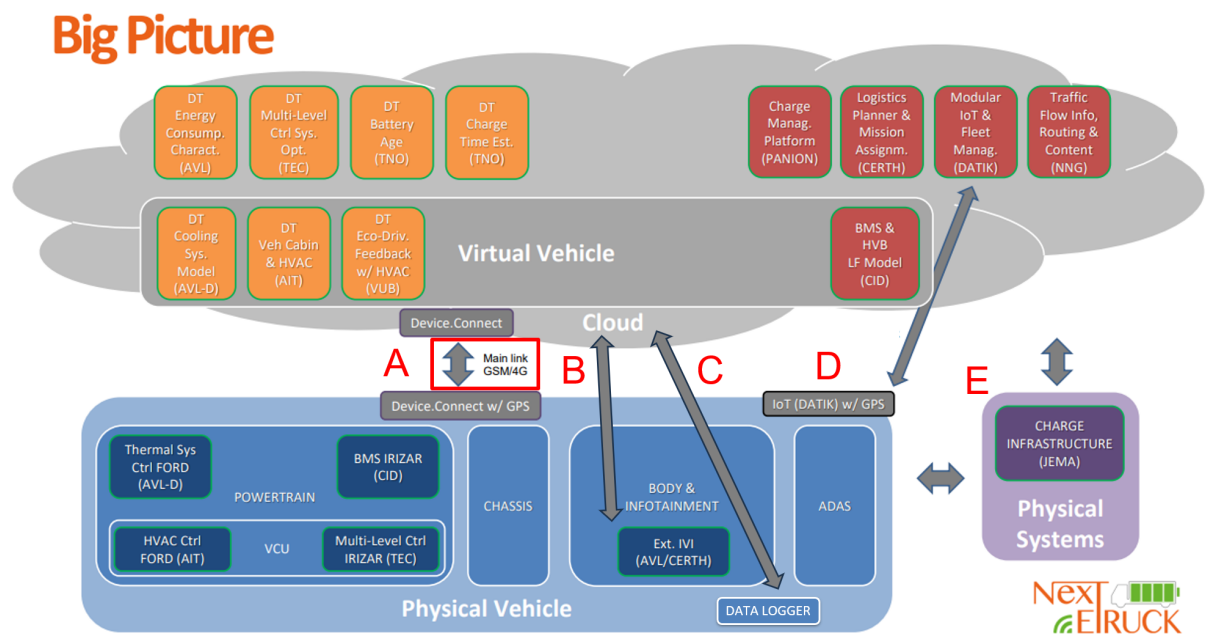 Big Picture
DT
Energy
Consump.
Charact.
(AVL)
DT
Multi-Level
Ctrl Sys.
Opt.
(TEC)
DT
Battery
Age
(TNO)
DT
Charge
Time Est.
(TNO)
Charge
Manag.
Platform
(PANION)
Logistics
Planner &
Mission
Assignm.
(CERTH)
Modular
IoT &
Fleet
Manag.
(DATIK)
Traffic
Flow Info,
Routing &
Content
(NNG)
DT
Cooling
Sys.
Model
(AVL-D)
DT
Veh Cabin
& HVAC
(AIT)
DT
Eco-Driv.
Feedback
w/ HVAC
(VUB)
Virtual Vehicle
BMS &
HVB
LF Model
(CID)
Device.Connect
Cloud
A
Main link
GSM/4G
B
C
D
E
Device.Connect w/ GPS
IoT (DATIK) w/ GPS
Thermal Sys
Ctrl FORD
(AVL-D)
BMS IRIZAR
(CID)
POWERTRAIN
HVAC Ctrl
FORD (AIT)
VCU
Multi-Level Ctrl
IRIZAR (TEC)
CHASSIS
BODY &
INFOTAINMENT
Ext. IVI
(AVL/CERTH)
ADAS
CHARGE
INFRASTRUCTURE
(JEMA)
Physical
Systems
Physical Vehicle
DATA LOGGER
NEXT
ETRUCK